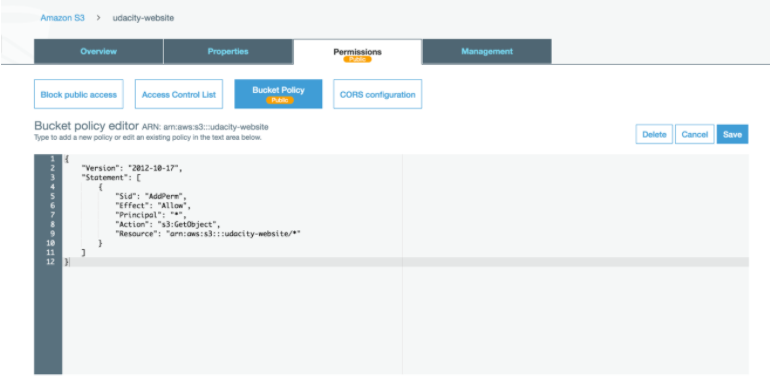 Amazon S3 > udacity-website
Overview Properties Permissions Management
Public
Block public access Access Control List Bucket Policy CORS configuration
Public
Bucket policy editor ARN: arn:aws:s3:::udacity-website
Type to add a new policy or edit an existing policy in the text area below.
Delete Cancel Save
1 {
2 "Version": "2012-10-17",
3 "Statement": [
4 {
5 "Sid": "AddPerm",
6 "Effect": "Allow",
7 "Principal": "*",
8 "Action": "s3:GetObject",
9 "Resource": "arn:aws:s3:::udacity-website/*"
10 }
11 ]
12 }